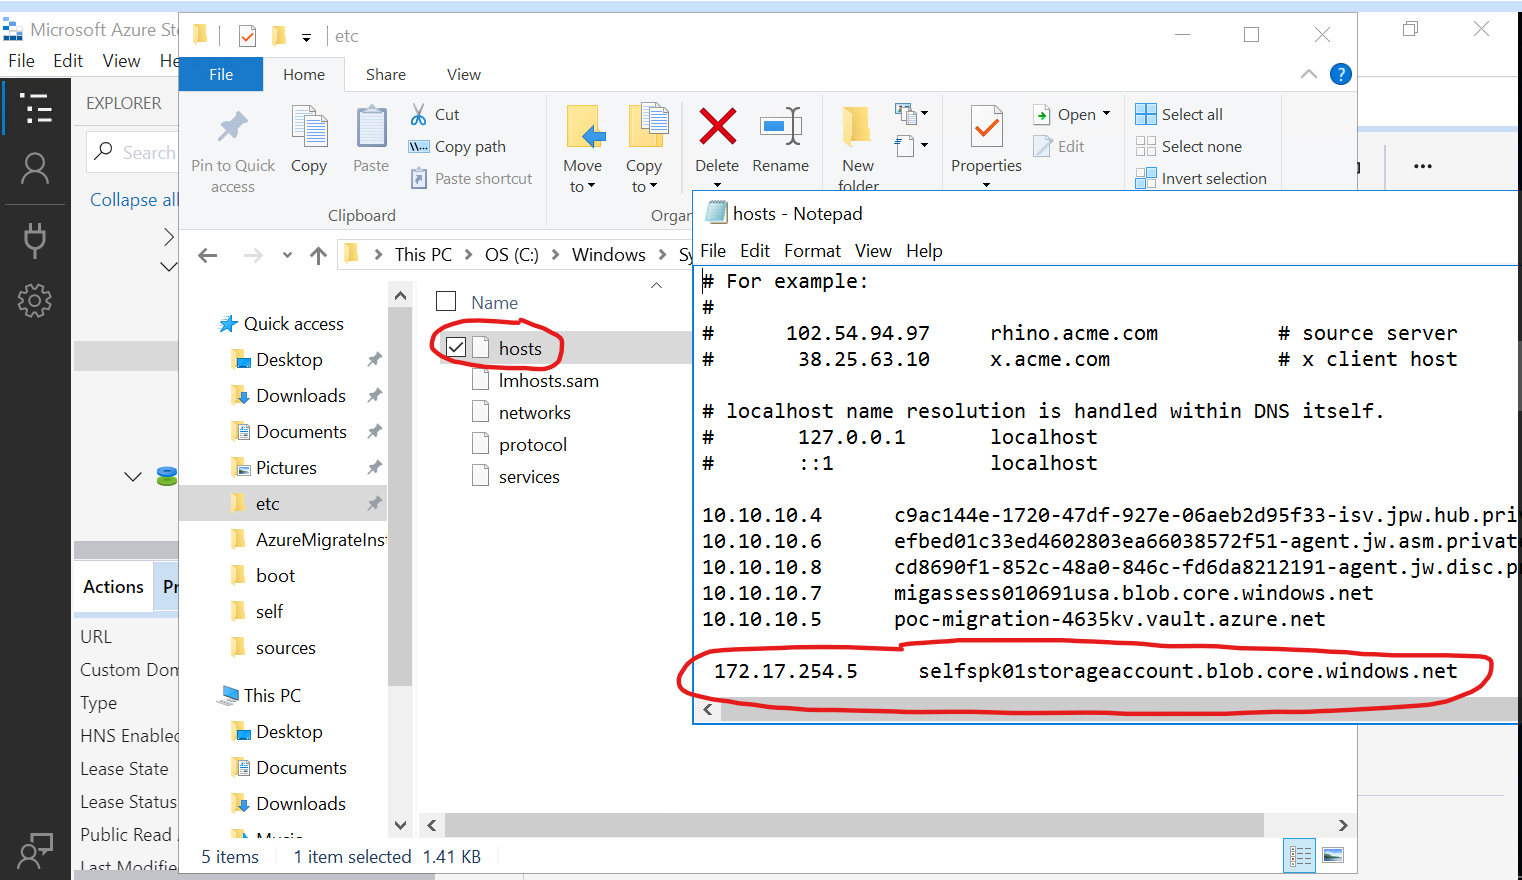 Microsoft Azure Sto
File Edit View He
EXPLORER
Search
Collapse all
Actions Pr
URL
Custom Dom
Type
HNS Enabled
Lease State
Lease Status
Public Read
Last Modifie
etc
File Home Share View
Pin to Quick access
Copy
Paste
Cut
Copy path
Paste shortcut
Clipboard
Move to
Copy to
Delete
Rename
Organ
New folder
Properties
Open
Edit
Select all
Select none
Invert selection
This PC > OS (C:) > Windows > Sy
Quick access
Desktop
Downloads
Documents
Pictures
etc
AzureMigrateInst
boot
self
sources
This PC
Desktop
Documents
Downloads
Music
Name
hosts
lmhosts.sam
networks
protocol
services
5 items 1 item selected 1.41 KB
hosts - Notepad
File Edit Format View Help
# For example:
#
# 102.54.94.97 rhino.acme.com # source server
# 38.25.63.10 x.acme.com # x client host
# localhost name resolution is handled within DNS itself.
# 127.0.0.1 localhost
# ::1 localhost
10.10.10.4 c9ac144e-1720-47df-927e-06aeb2d95f33-isv.jpw.hub.priv
10.10.10.6 efbed01c33ed4602803ea66038572f51-agent.jw.asm.privat
10.10.10.8 cd8690f1-852c-48a0-846c-fd6da8212191-agent.jw.disc.p
10.10.10.7 migassess010691usa.blob.core.windows.net
10.10.10.5 poc-migration-4635kv.vault.azure.net
172.17.254.5 selfspk01storageaccount.blob.core.windows.net